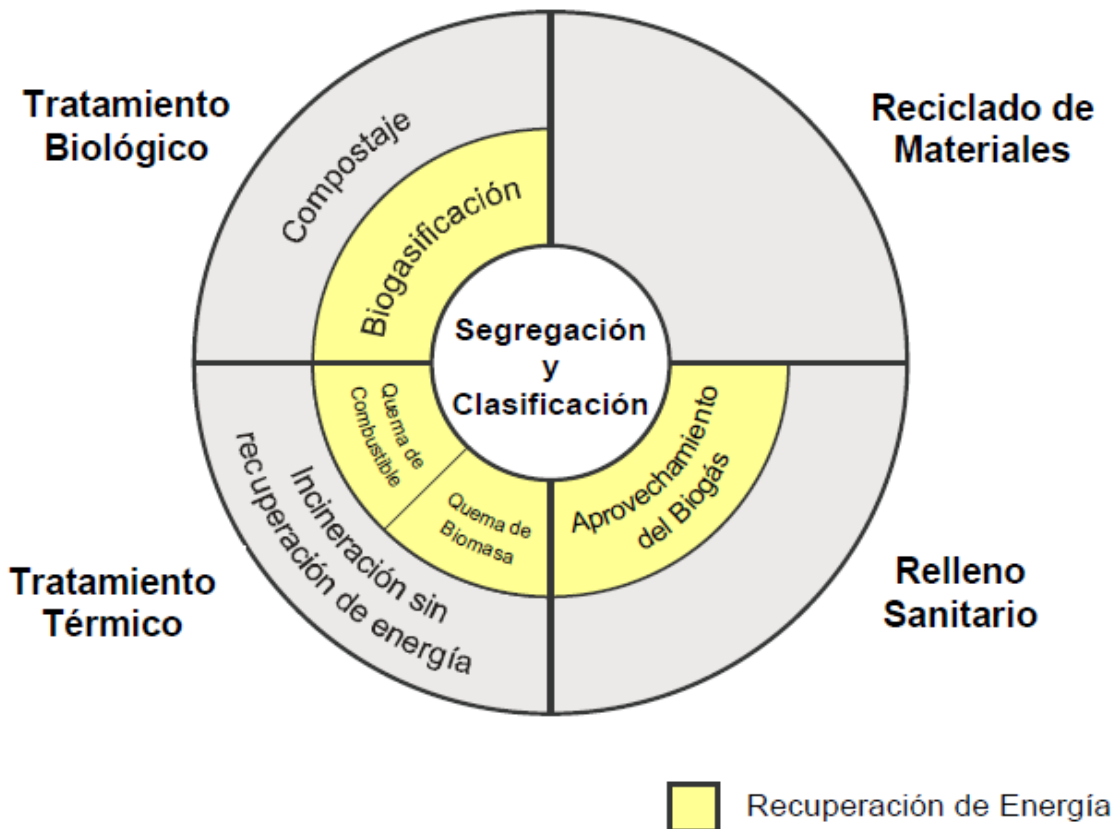 Tratamiento
Biológico
Reciclado de
Materiales
Compostaje
Biogasificación
Segregación
y
Clasificación
Quema de
Combustible
Quema de
Biomasa
Aprovechamiento
del Biogás
Incineración sin
recuperación de energía
Tratamiento
Térmico
Relleno
Sanitario
Recuperación de Energía